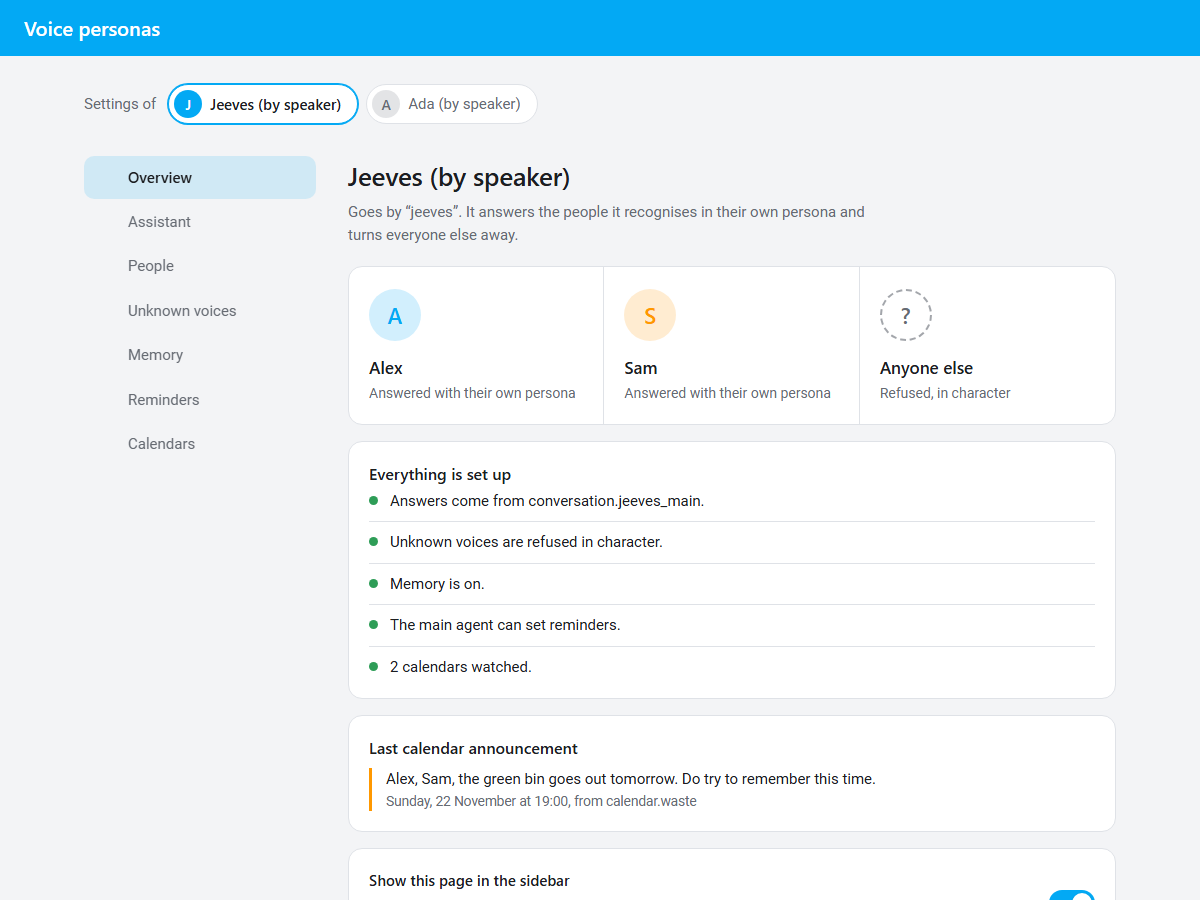 Voice personas
Settings of
J
Jeeves (by speaker)
A
Ada (by speaker)
Overview
Assistant
People
Unknown voices
Memory
Reminders
Calendars
Jeeves (by speaker)
Goes by “jeeves”. It answers the people it recognises in their own persona and
turns everyone else away.
A
Alex
Answered with their own persona
S
Sam
Answered with their own persona
?
Anyone else
Refused, in character
Everything is set up
Answers come from conversation.jeeves_main.
Unknown voices are refused in character.
Memory is on.
The main agent can set reminders.
2 calendars watched.
Last calendar announcement
Alex, Sam, the green bin goes out tomorrow. Do try to remember this time.
Sunday, 22 November at 19:00, from calendar.waste
Show this page in the sidebar